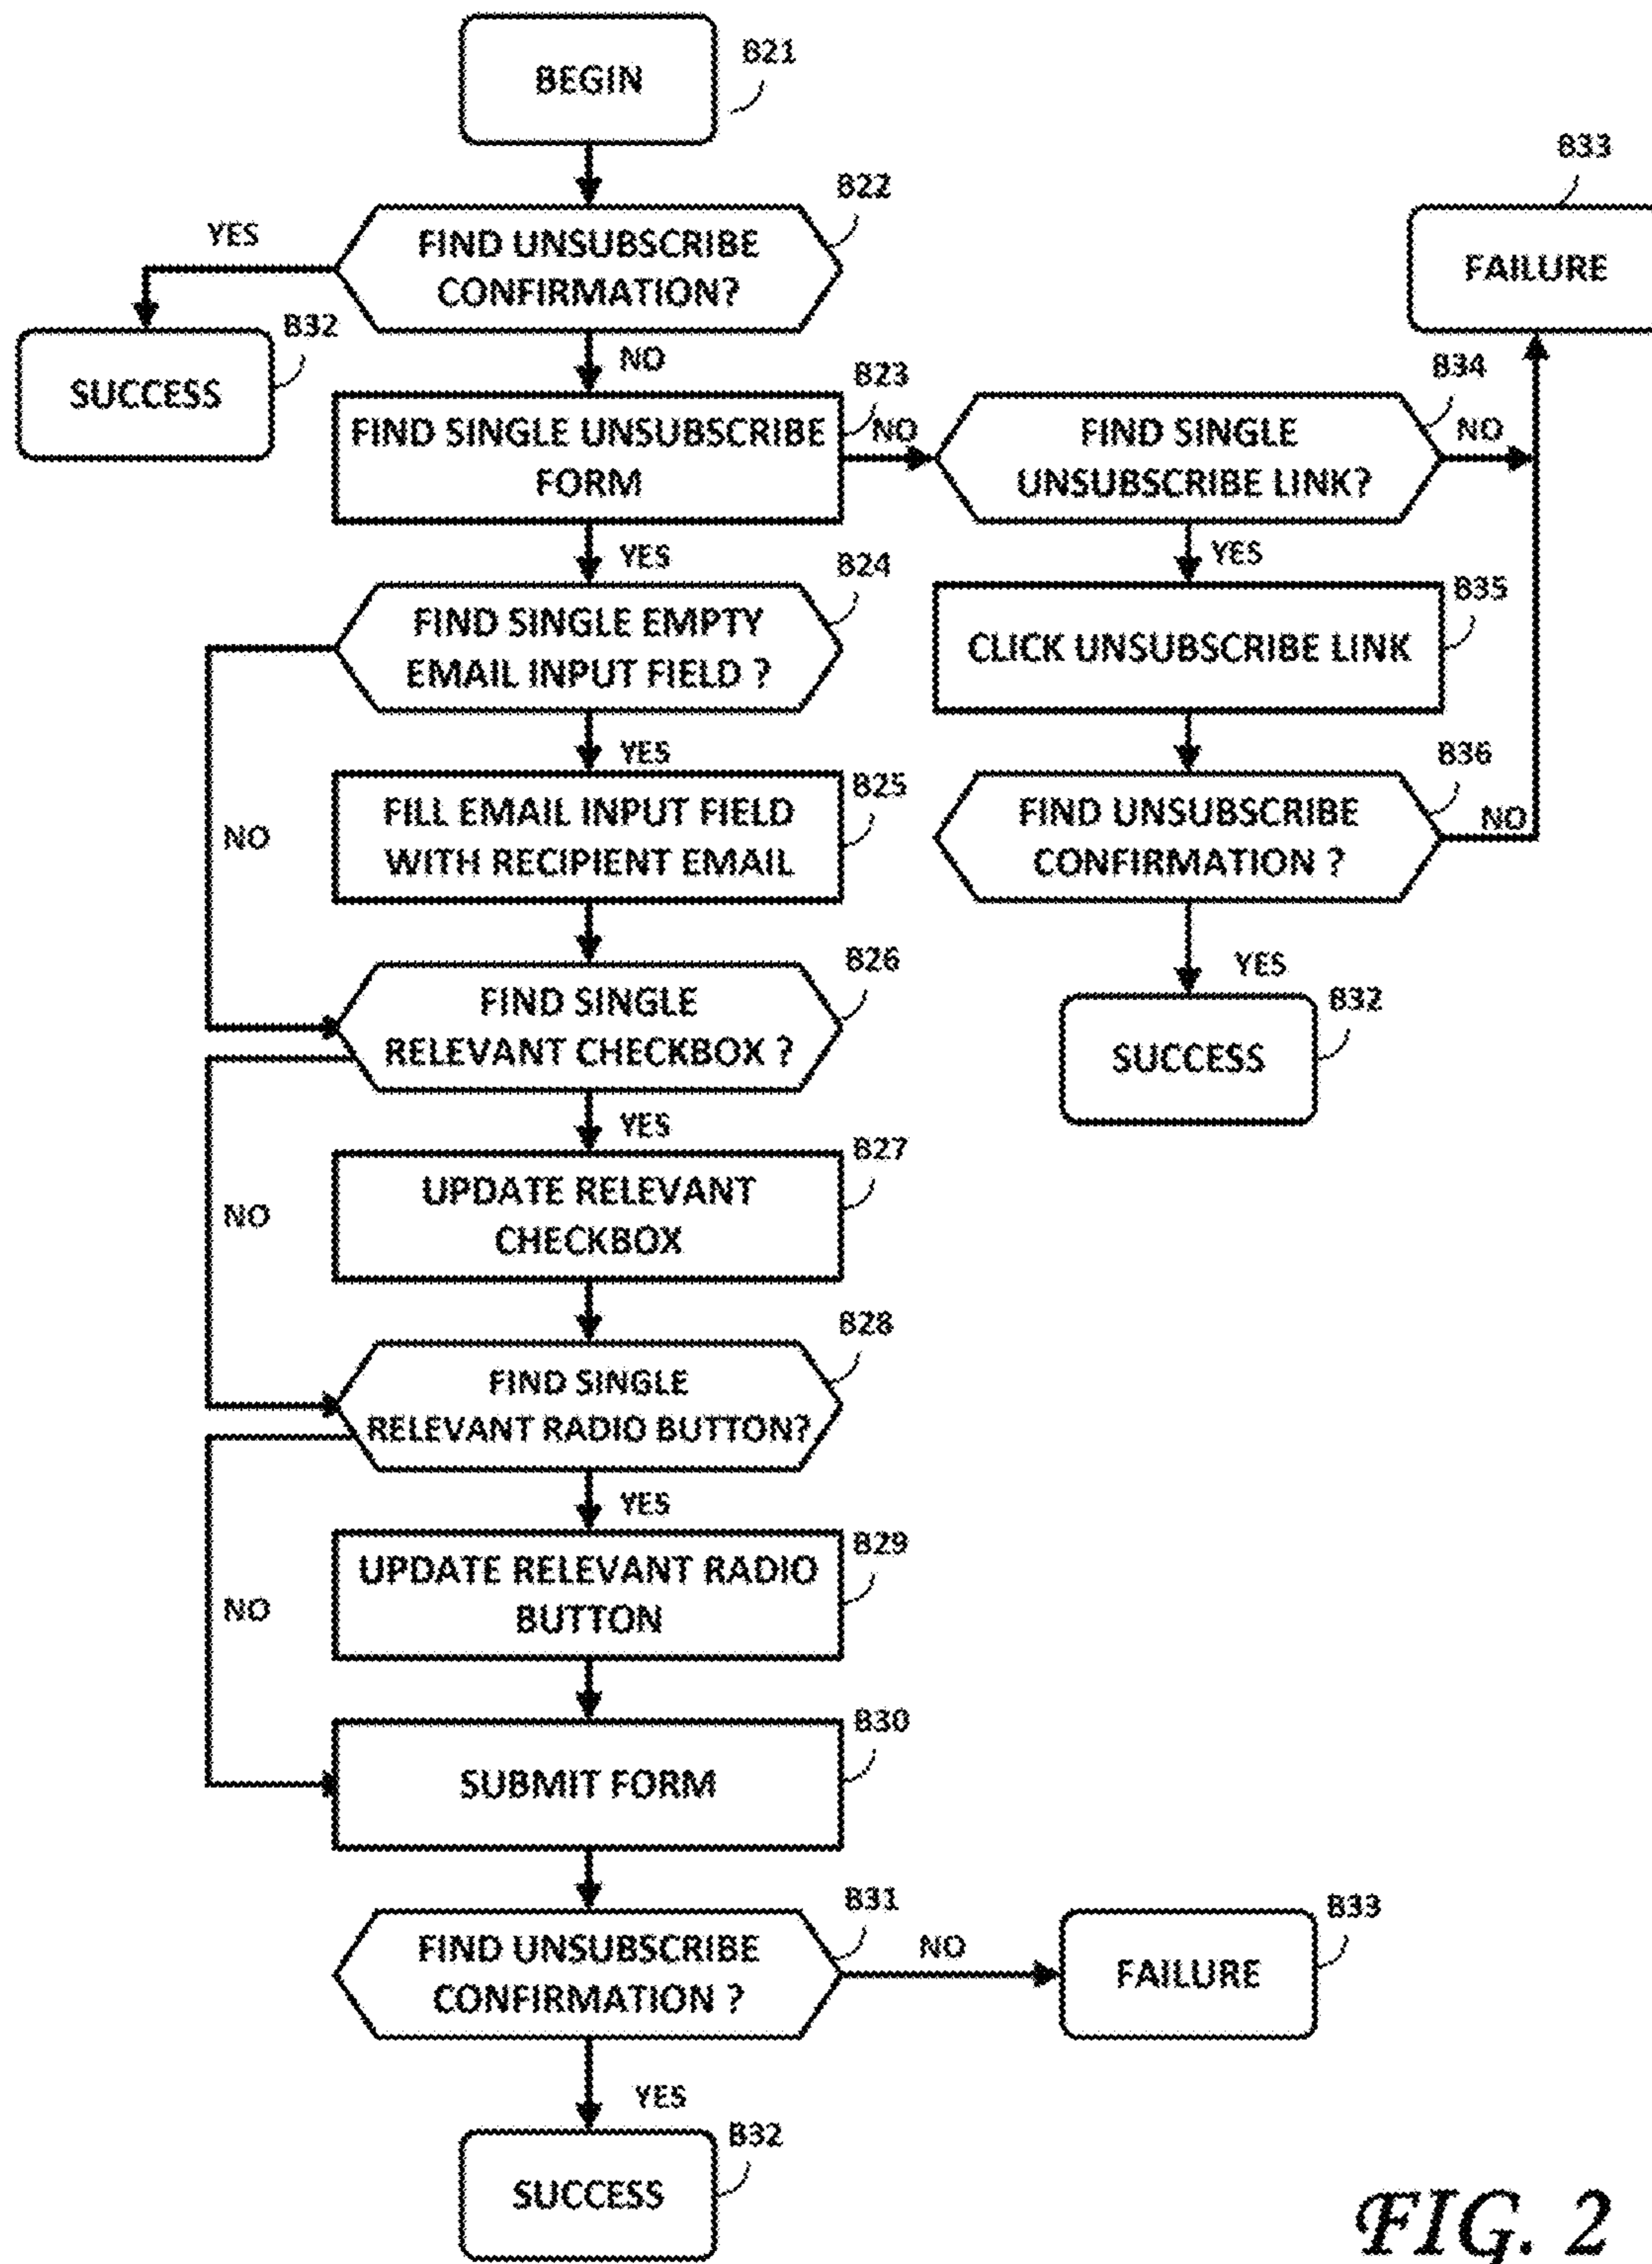 BEGIN
B21
B22
FIND UNSUBSCRIBE
CONFIRMATION?
YES
B32
SUCCESS
NO
B33
FAILURE
B23
FIND SINGLE UNSUBSCRIBE
FORM
NO
B34
FIND SINGLE
UNSUBSCRIBE LINK?
NO
YES
YES
B24
FIND SINGLE EMPTY
EMAIL INPUT FIELD ?
B35
CLICK UNSUBSCRIBE LINK
YES
NO
B25
FILL EMAIL INPUT FIELD
WITH RECIPIENT EMAIL
B36
FIND UNSUBSCRIBE
CONFIRMATION ?
NO
YES
B32
SUCCESS
B26
FIND SINGLE
RELEVANT CHECKBOX ?
YES
NO
B27
UPDATE RELEVANT
CHECKBOX
B28
FIND SINGLE
RELEVANT RADIO BUTTON?
YES
NO
B29
UPDATE RELEVANT RADIO
BUTTON
B30
SUBMIT FORM
B31
FIND UNSUBSCRIBE
CONFIRMATION ?
NO
B33
FAILURE
YES
B32
SUCCESS
FIG. 2